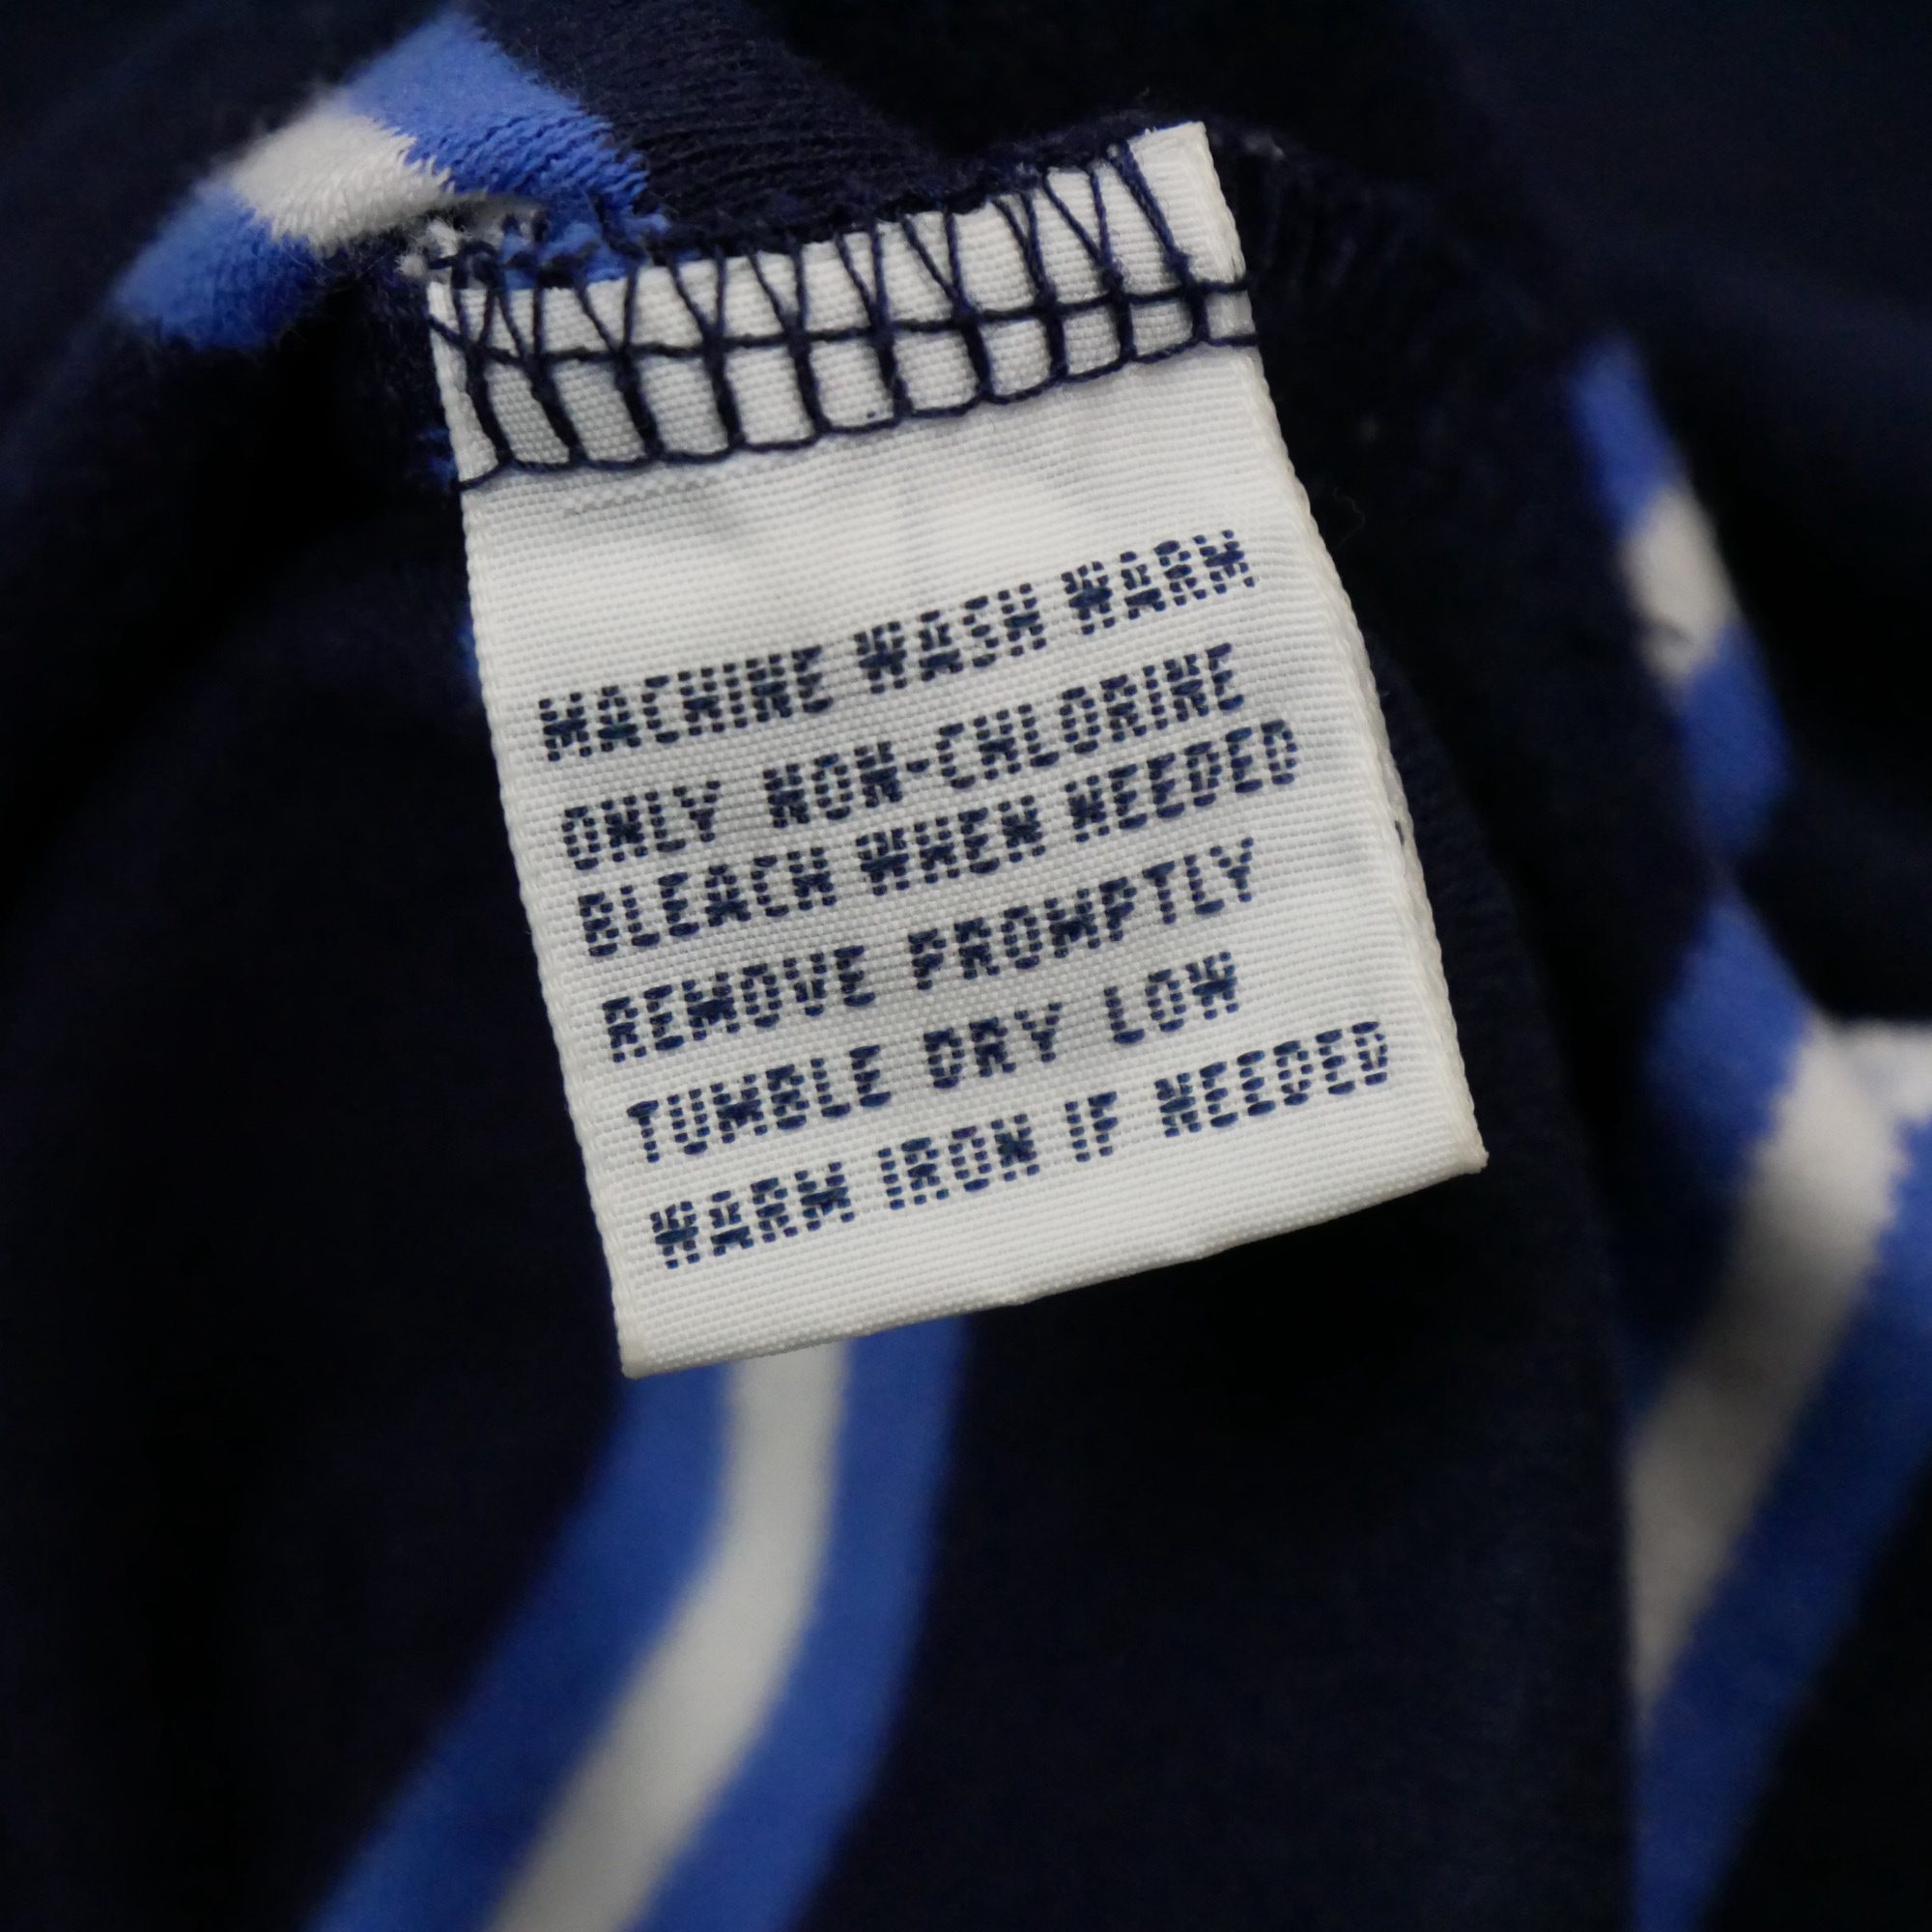 MACHINE WASH WARM
ONLY NON-CHLORINE
BLEACH WHEN NEEDED
REMOVE PROMPTLY
TUMBLE DRY LOW
WARM IRON IF NEEDED